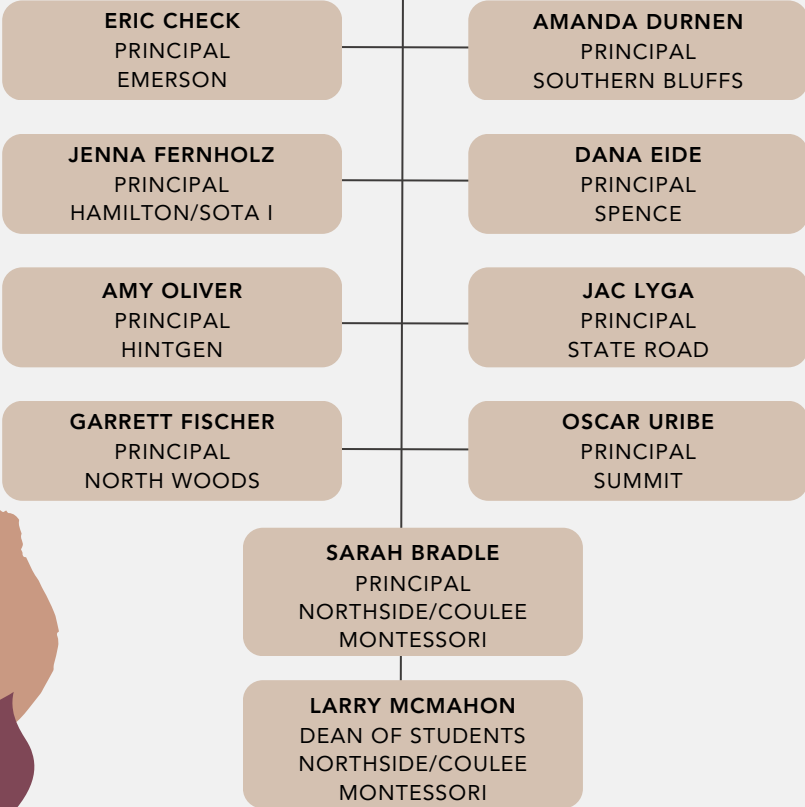 ERIC CHECK
PRINCIPAL
EMERSON
AMANDA DURNEN
PRINCIPAL
SOUTHERN BLUFFS
JENNA FERNHOLZ
PRINCIPAL
HAMILTON/SOTA I
DANA EIDE
PRINCIPAL
SPENCE
AMY OLIVER
PRINCIPAL
HINTGEN
JAC LYGA
PRINCIPAL
STATE ROAD
GARRETT FISCHER
PRINCIPAL
NORTH WOODS
OSCAR URIBE
PRINCIPAL
SUMMIT
SARAH BRADLE
PRINCIPAL
NORTHSIDE/COULEE
MONTESSORI
LARRY MCMAHON
DEAN OF STUDENTS
NORTHSIDE/COULEE
MONTESSORI